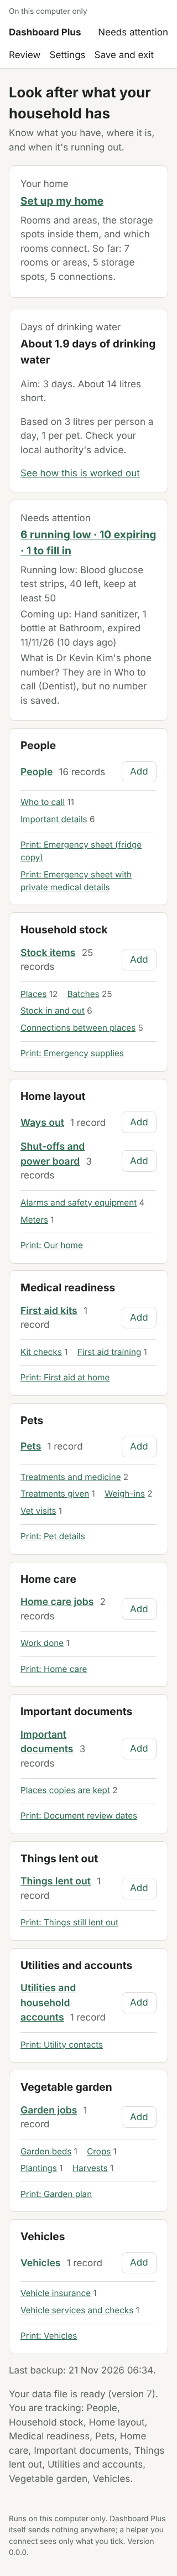 On this computer only
Dashboard Plus Needs attention
Review Settings Save and exit
Look after what your
household has
Know what you have, where it is,
and when it's running out.
Your home
Set up my home
Rooms and areas, the storage
spots inside them, and which
rooms connect. So far: 7
rooms or areas, 5 storage
spots, 5 connections.
Days of drinking water
About 1.9 days of drinking
water
Aim: 3 days. About 14 litres
short.
Based on 3 litres per person a
day, 1 per pet. Check your
local authority's advice.
See how this is worked out
Needs attention
6 running low · 10 expiring
· 1 to fill in
Running low: Blood glucose
test strips, 40 left, keep at
least 50
Coming up: Hand sanitizer, 1
bottle at Bathroom, expired
11/11/26 (10 days ago)
What is Dr Kevin Kim's phone
number? They are in Who to
call (Dentist), but no number
is saved.
People
People 16 records Add
Who to call 11
Important details 6
Print: Emergency sheet (fridge
copy)
Print: Emergency sheet with
private medical details
Household stock
Stock items 25
records Add
Places 12 Batches 25
Stock in and out 6
Connections between places 5
Print: Emergency supplies
Home layout
Ways out 1 record Add
Shut-offs and
power board 3
records Add
Alarms and safety equipment 4
Meters 1
Print: Our home
Medical readiness
First aid kits 1
record Add
Kit checks 1 First aid training 1
Print: First aid at home
Pets
Pets 1 record Add
Treatments and medicine 2
Treatments given 1 Weigh-ins 2
Vet visits 1
Print: Pet details
Home care
Home care jobs 2
records Add
Work done 1
Print: Home care
Important documents
Important
documents 3
records Add
Places copies are kept 2
Print: Document review dates
Things lent out
Things lent out 1
record Add
Print: Things still lent out
Utilities and accounts
Utilities and
household
accounts 1 record Add
Print: Utility contacts
Vegetable garden
Garden jobs 1
record Add
Garden beds 1 Crops 1
Plantings 1 Harvests 1
Print: Garden plan
Vehicles
Vehicles 1 record Add
Vehicle insurance 1
Vehicle services and checks 1
Print: Vehicles
Last backup: 21 Nov 2026 06:34.
Your data file is ready (version 7).
You are tracking: People,
Household stock, Home layout,
Medical readiness, Pets, Home
care, Important documents, Things
lent out, Utilities and accounts,
Vegetable garden, Vehicles.
Runs on this computer only. Dashboard Plus
itself sends nothing anywhere; a helper you
connect sees only what you tick. Version
0.0.0.